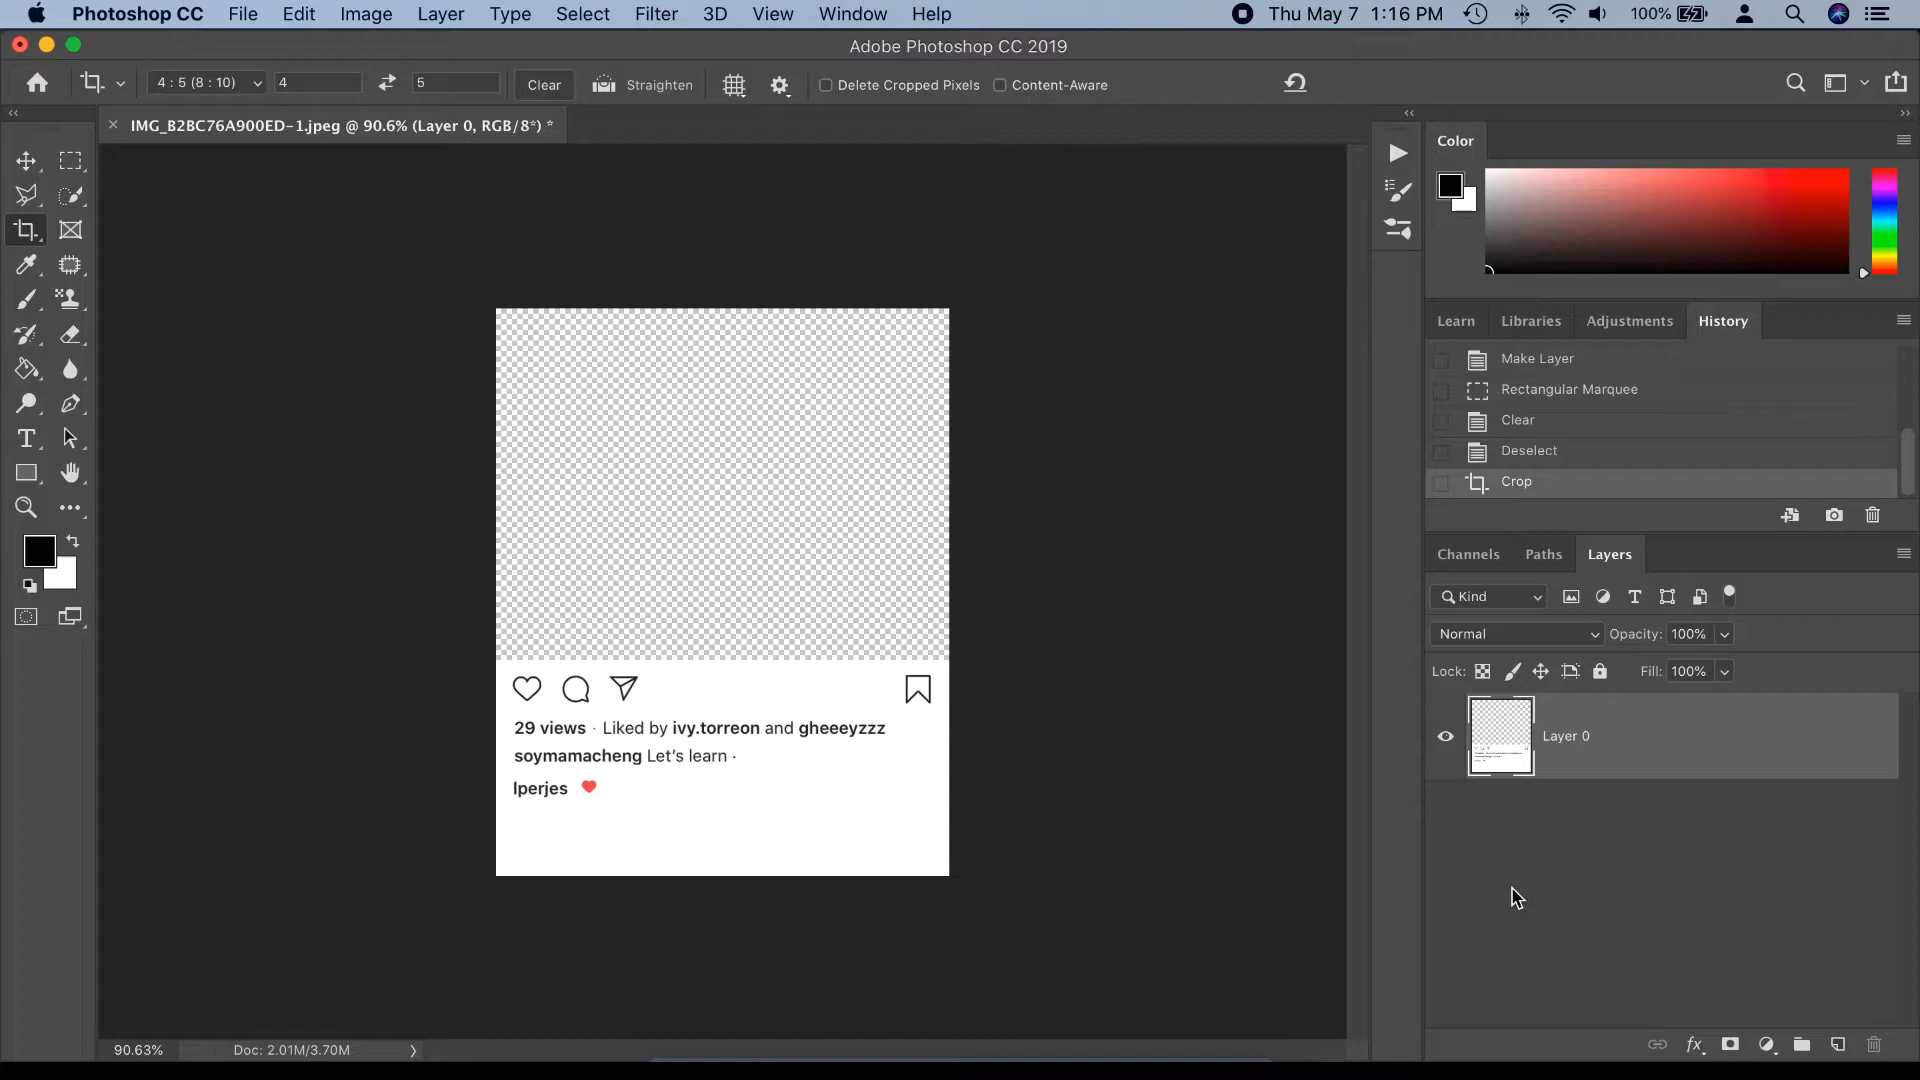 Photoshop CC File Edit Image Layer Type Select Filter 3D View Window Help Thu May 7 1:16 PM 100%
Adobe Photoshop CC 2019
4 : 5 (8 : 10) 4 5 Clear Straighten Delete Cropped Pixels Content-Aware
IMG_B2BC76A900ED-1.jpeg @ 90.6% (Layer 0, RGB/8*) *
Color
Learn Libraries Adjustments History
Make Layer
Rectangular Marquee
Clear
Deselect
Crop
Channels Paths Layers
Kind
Normal Opacity: 100%
Lock: Fill: 100%
Layer 0
29 views · Liked by ivy.torreon and gheeeyzzz
soymamacheng Let's learn ·
lperjes
90.63% Doc: 2.01M/3.70M